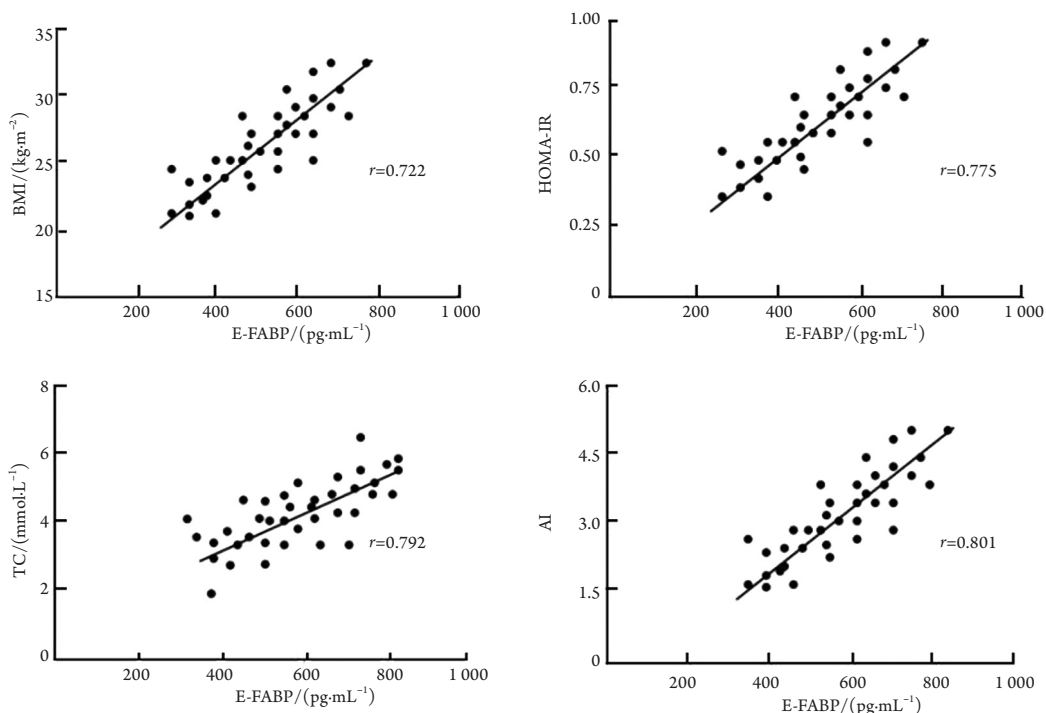 35
30
25
20
15
BMI/(kg·m⁻²)
r=0.722
200 400 600 800 1 000
E-FABP/(pg·mL⁻¹)
1.00
0.75
0.50
0.25
0
HOMA-IR
r=0.775
200 400 600 800 1 000
E-FABP/(pg·mL⁻¹)
8
6
4
2
0
TC/(mmol·L⁻¹)
r=0.792
200 400 600 800 1 000
E-FABP/(pg·mL⁻¹)
6.0
4.5
3.0
1.5
0
AI
r=0.801
200 400 600 800 1 000
E-FABP/(pg·mL⁻¹)